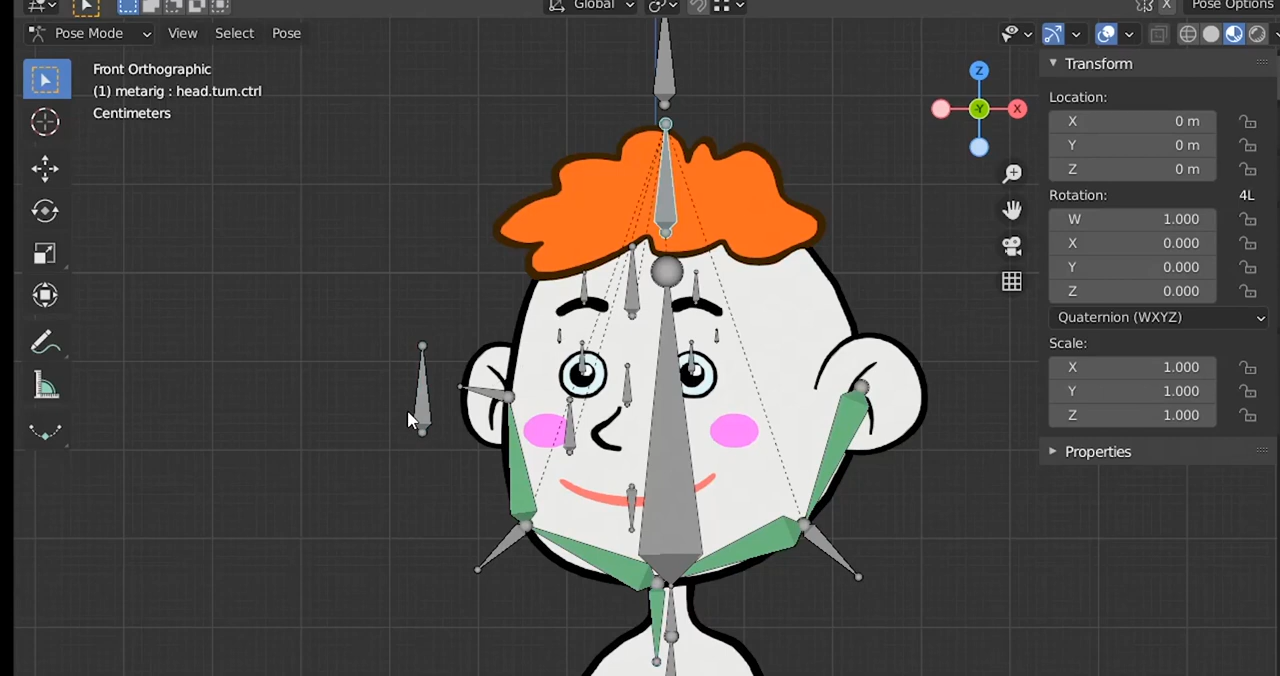 Global
X
Pose Options
Pose Mode
View
Select
Pose
Front Orthographic
(1) metarig : head.tum.ctrl
Centimeters
Z
Y
X
Transform
Location:
X 0 m
Y 0 m
Z 0 m
Rotation: 4L
W 1.000
X 0.000
Y 0.000
Z 0.000
Quaternion (WXYZ)
Scale:
X 1.000
Y 1.000
Z 1.000
Properties